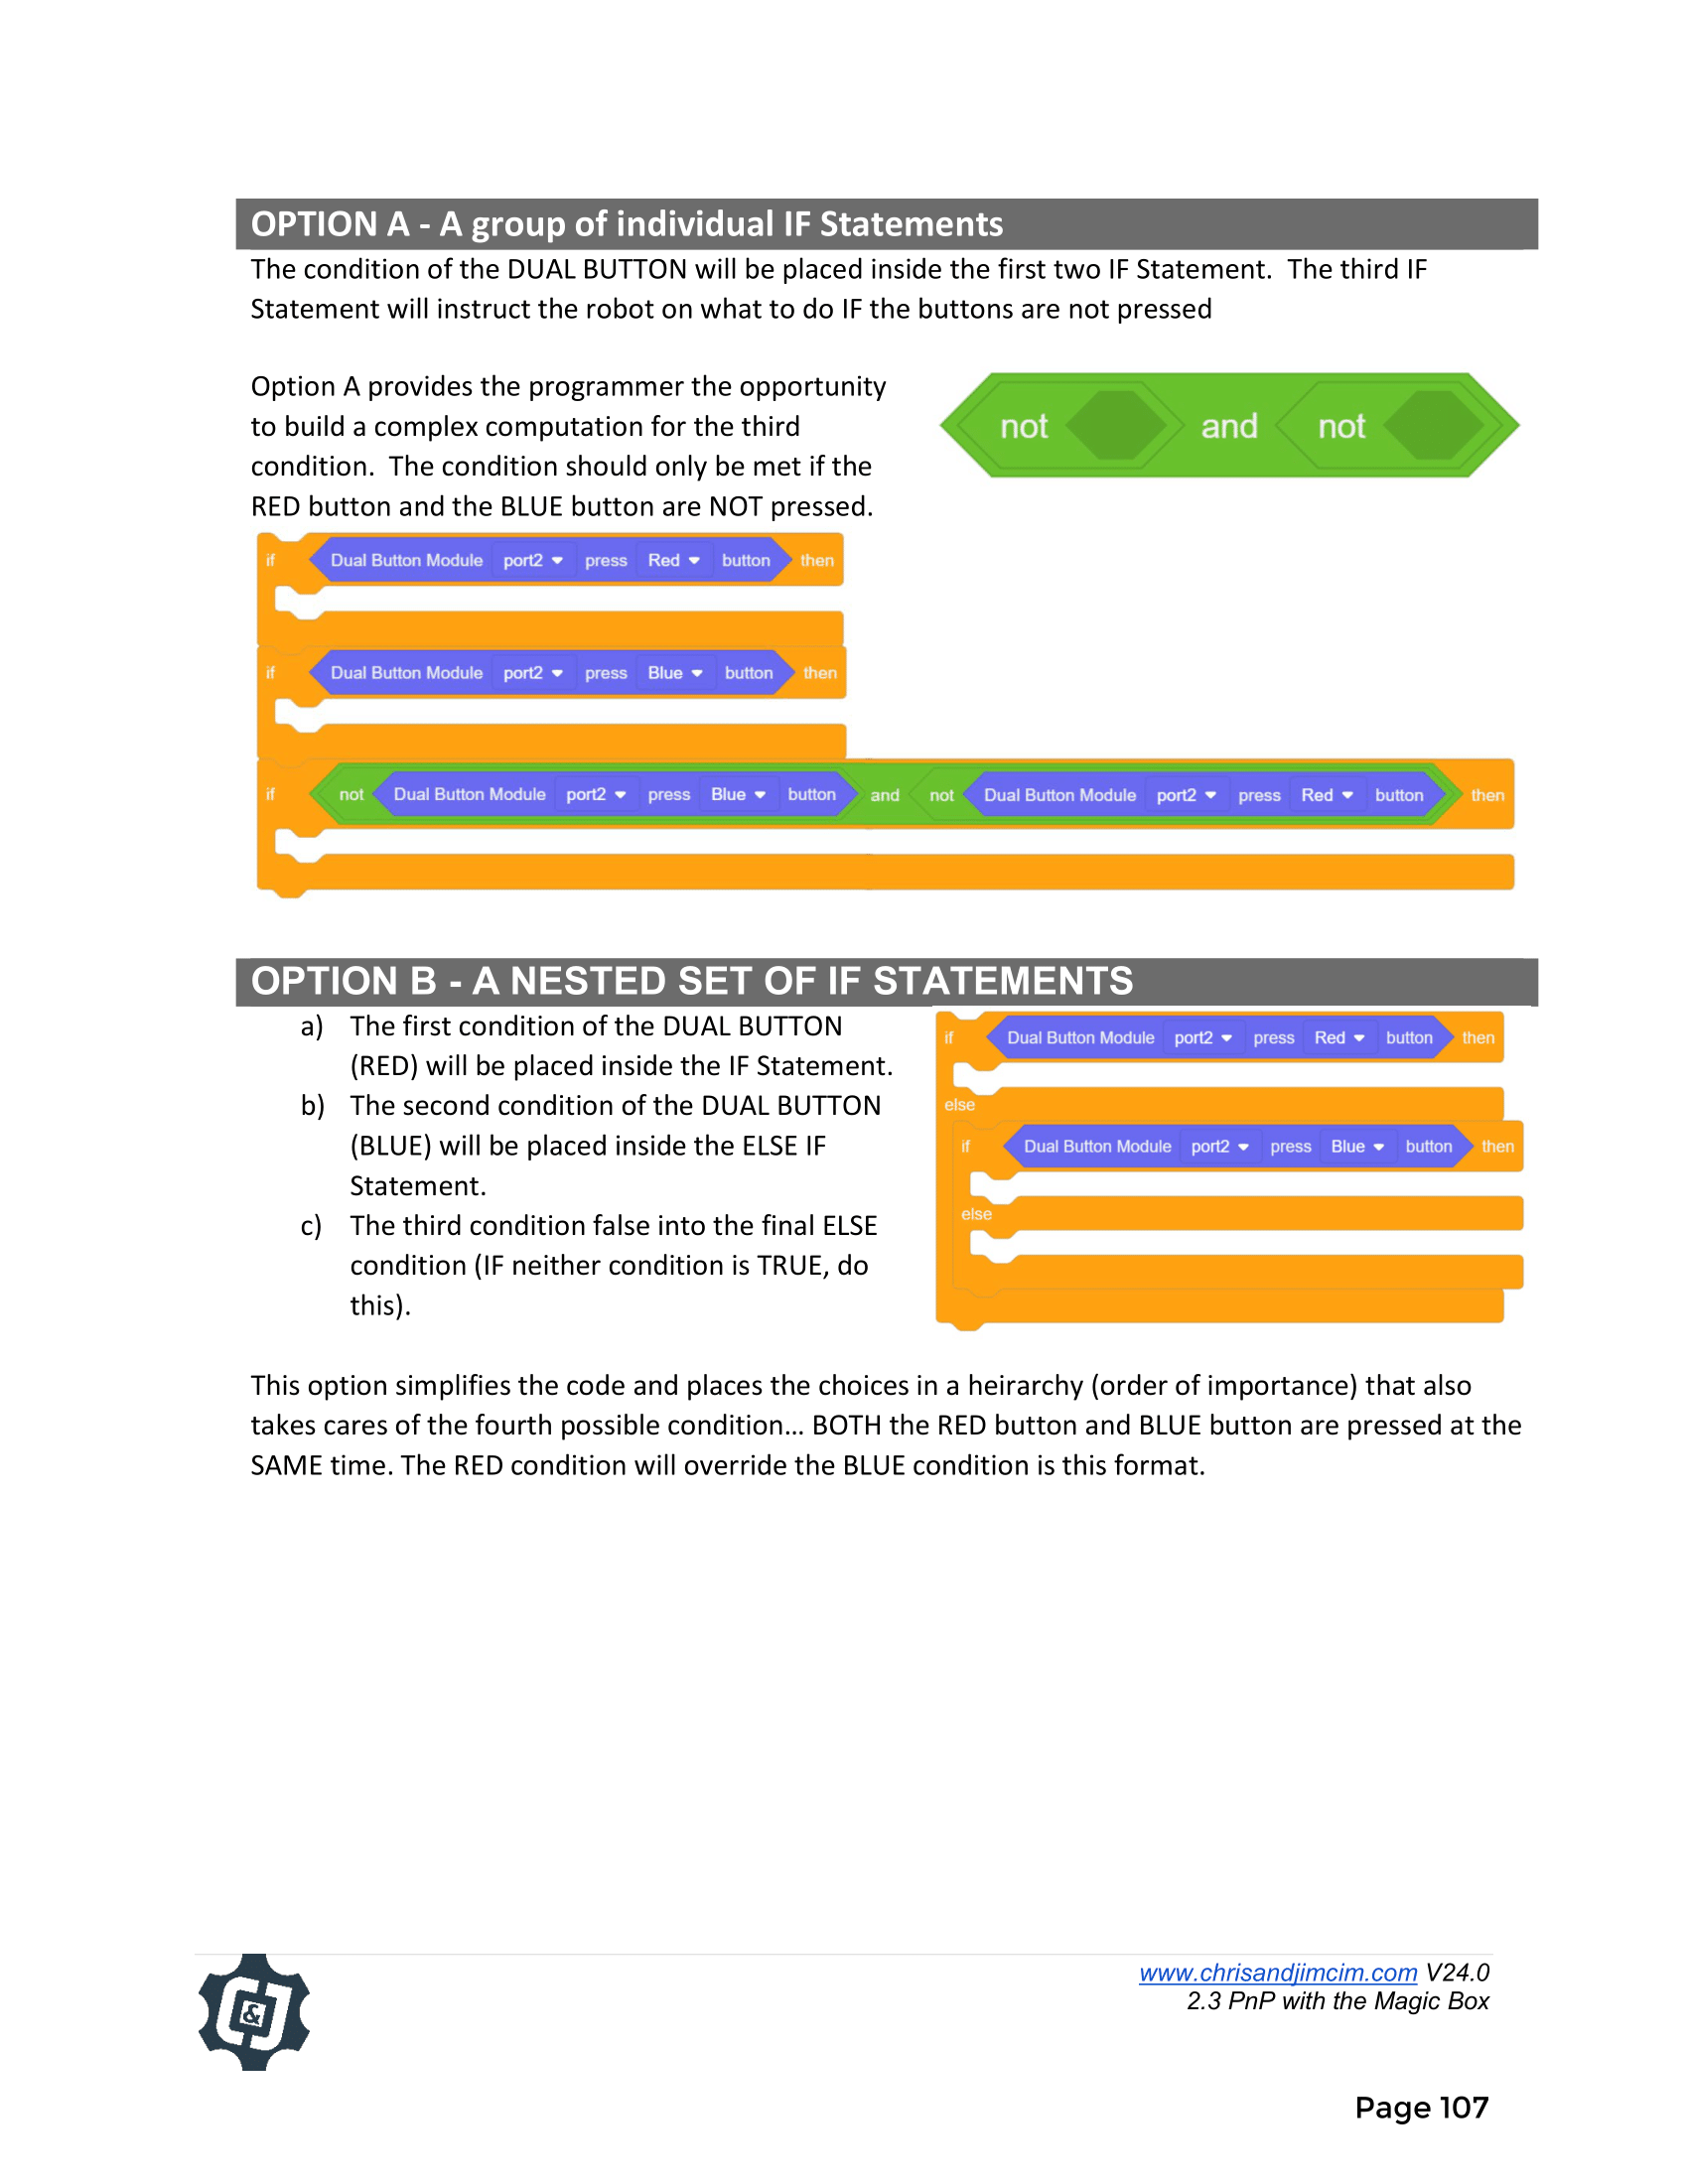 OPTION A - A group of individual IF Statements
The condition of the DUAL BUTTON will be placed inside the first two IF Statement.  The third IF
Statement will instruct the robot on what to do IF the buttons are not pressed
Option A provides the programmer the opportunity
to build a complex computation for the third
condition.  The condition should only be met if the
RED button and the BLUE button are NOT pressed.
not and not
if Dual Button Module port2 press Red button then
if Dual Button Module port2 press Blue button then
if not Dual Button Module port2 press Blue button and not Dual Button Module port2 press Red button then
OPTION B - A NESTED SET OF IF STATEMENTS
a) The first condition of the DUAL BUTTON
(RED) will be placed inside the IF Statement.
b) The second condition of the DUAL BUTTON
(BLUE) will be placed inside the ELSE IF
Statement.
c) The third condition false into the final ELSE
condition (IF neither condition is TRUE, do
this).
if Dual Button Module port2 press Red button then
else
if Dual Button Module port2 press Blue button then
else
This option simplifies the code and places the choices in a heirarchy (order of importance) that also
takes cares of the fourth possible condition... BOTH the RED button and BLUE button are pressed at the
SAME time. The RED condition will override the BLUE condition is this format.
&
www.chrisandjimcim.com V24.0
2.3 PnP with the Magic Box
Page 107